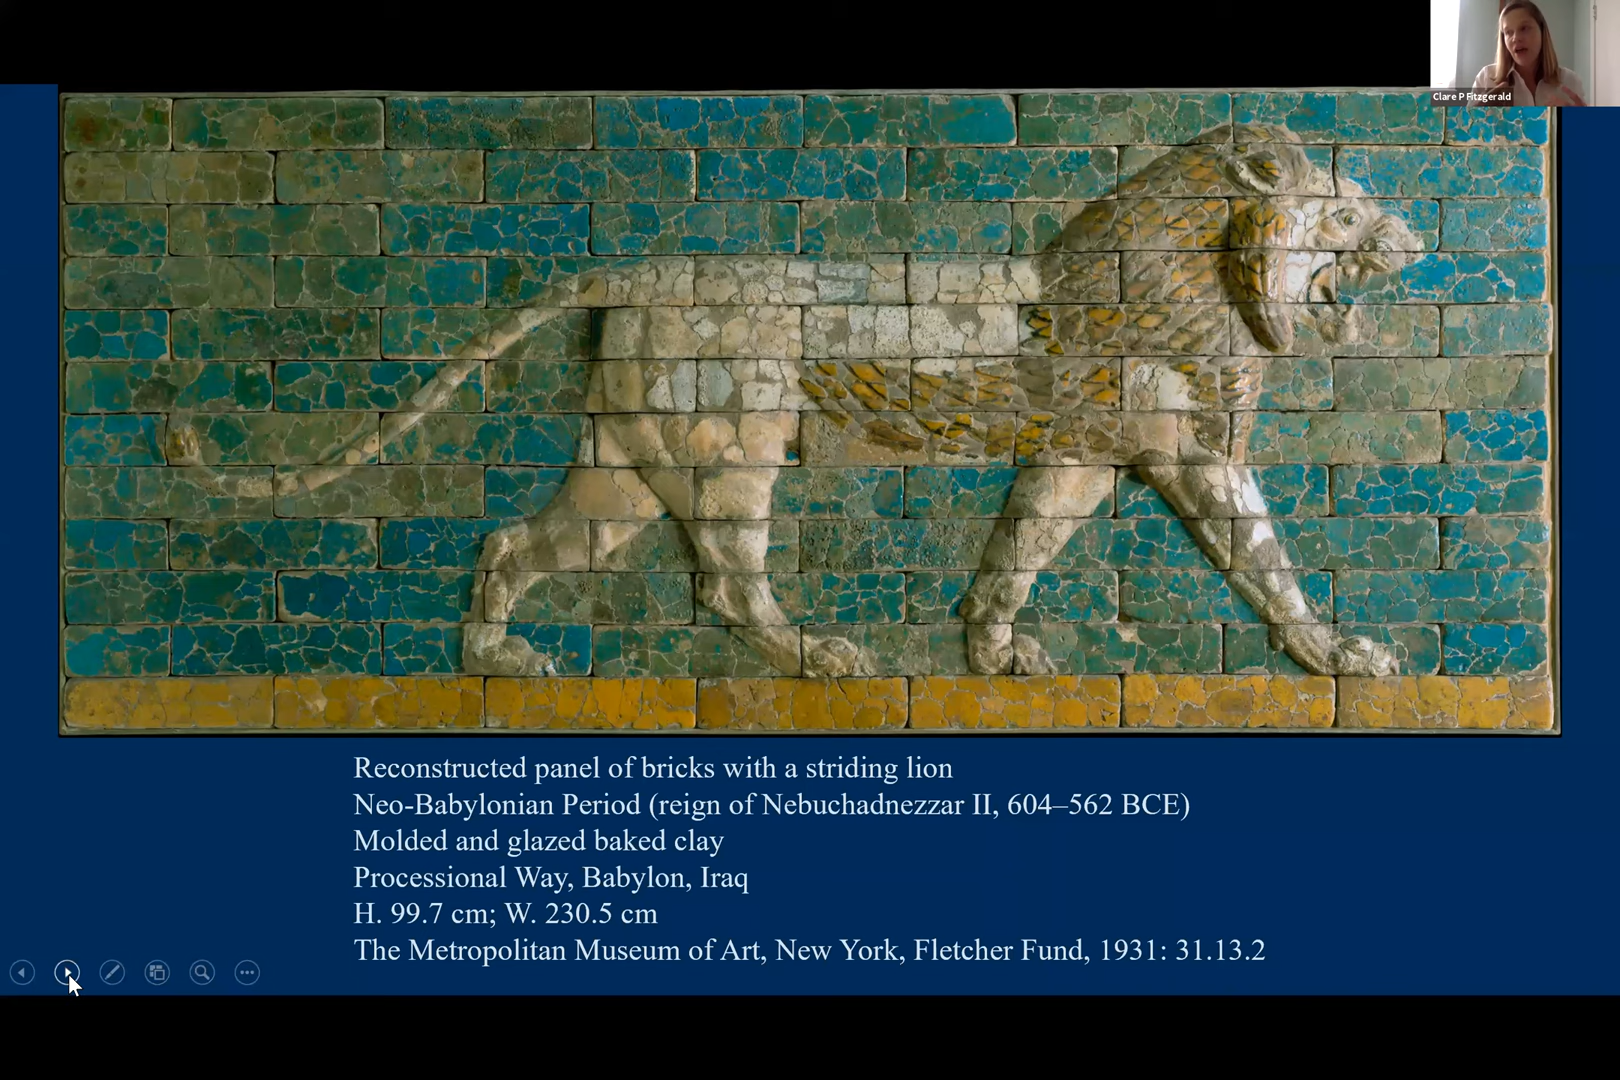 Clare P Fitzgerald
Reconstructed panel of bricks with a striding lion
Neo-Babylonian Period (reign of Nebuchadnezzar II, 604–562 BCE)
Molded and glazed baked clay
Processional Way, Babylon, Iraq
H. 99.7 cm; W. 230.5 cm
The Metropolitan Museum of Art, New York, Fletcher Fund, 1931: 31.13.2